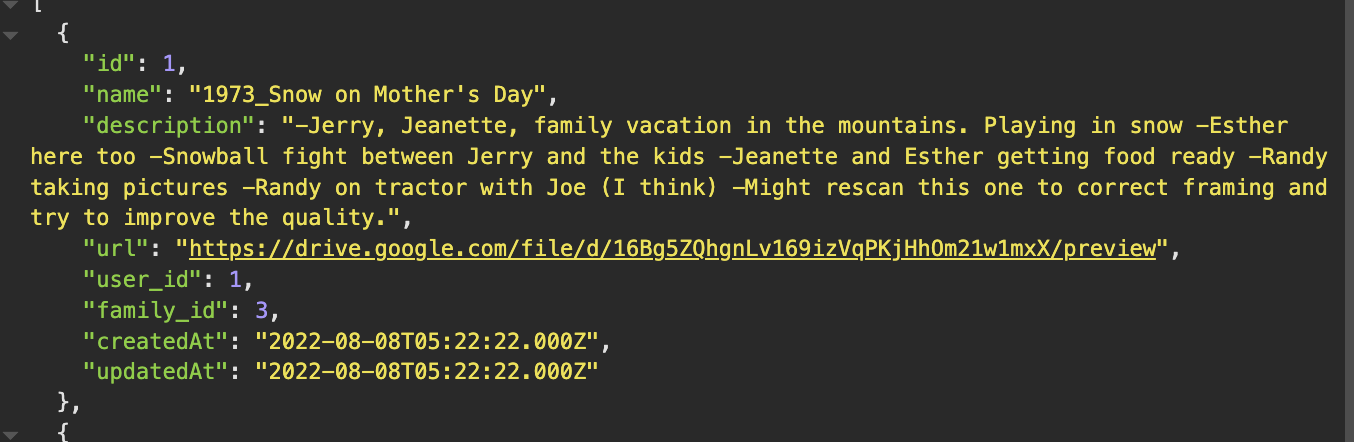 [
{
"id": 1,
"name": "1973_Snow on Mother's Day",
"description": "-Jerry, Jeanette, family vacation in the mountains. Playing in snow -Esther
here too -Snowball fight between Jerry and the kids -Jeanette and Esther getting food ready -Randy
taking pictures -Randy on tractor with Joe (I think) -Might rescan this one to correct framing and
try to improve the quality.",
"url": "https://drive.google.com/file/d/16Bg5ZQhgnLv169izVqPKjHhOm21w1mxX/preview",
"user_id": 1,
"family_id": 3,
"createdAt": "2022-08-08T05:22:22.000Z",
"updatedAt": "2022-08-08T05:22:22.000Z"
},
{